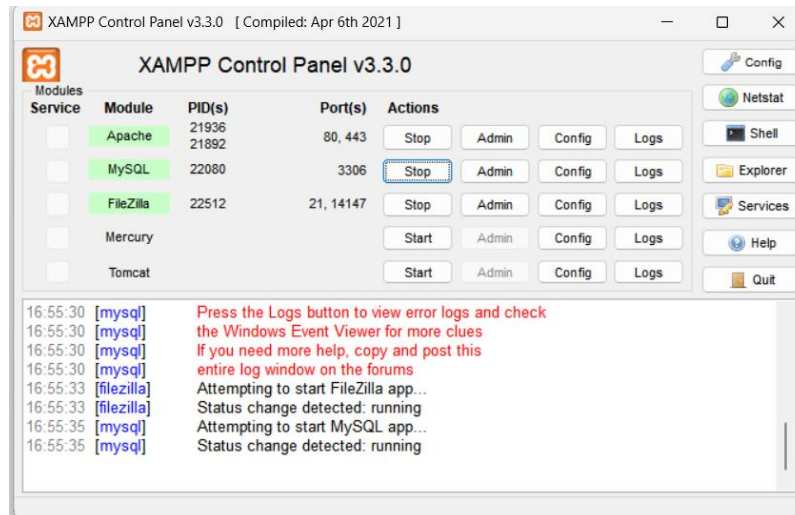 XAMPP Control Panel v3.3.0 [ Compiled: Apr 6th 2021 ]
XAMPP Control Panel v3.3.0
Config
Modules
Service Module PID(s) Port(s) Actions
Netstat
Apache 21936 21892 80, 443 Stop Admin Config Logs
Shell
MySQL 22080 3306 Stop Admin Config Logs
Explorer
FileZilla 22512 21, 14147 Stop Admin Config Logs
Services
Mercury Start Admin Config Logs
Help
Tomcat Start Admin Config Logs
Quit
16:55:30 [mysql] Press the Logs button to view error logs and check
16:55:30 [mysql] the Windows Event Viewer for more clues
16:55:30 [mysql] If you need more help, copy and post this
16:55:30 [mysql] entire log window on the forums
16:55:33 [filezilla] Attempting to start FileZilla app...
16:55:33 [filezilla] Status change detected: running
16:55:35 [mysql] Attempting to start MySQL app...
16:55:35 [mysql] Status change detected: running